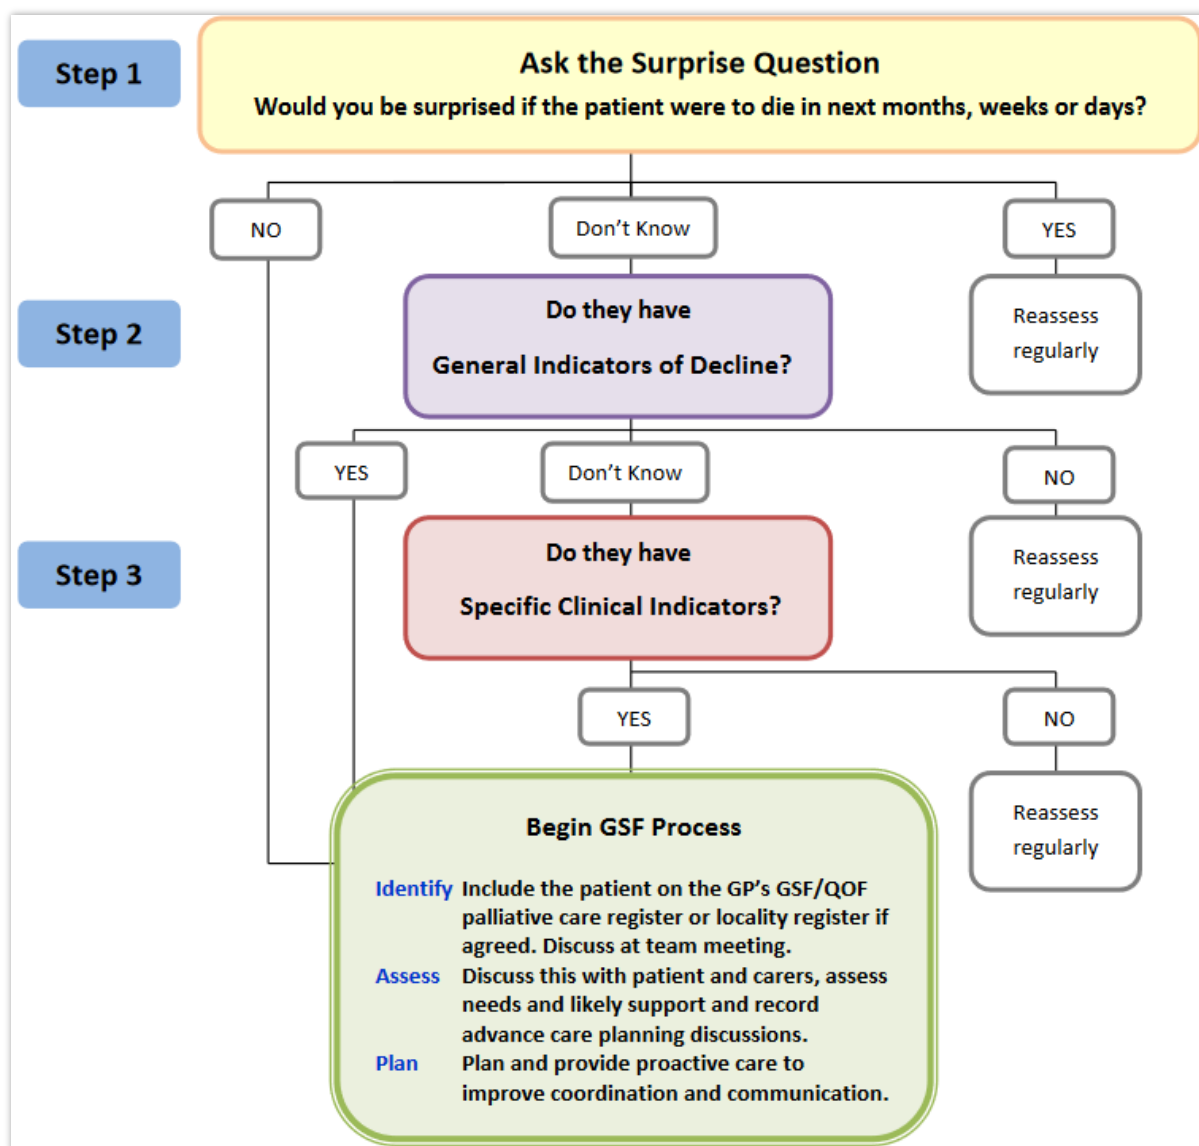 Step 1
Ask the Surprise Question
Would you be surprised if the patient were to die in next months, weeks or days?
NO
Don't Know
YES
Step 2
Do they have
General Indicators of Decline?
Reassess
regularly
YES
Don't Know
NO
Step 3
Do they have
Specific Clinical Indicators?
Reassess
regularly
YES
NO
Reassess
regularly
Begin GSF Process
Identify Include the patient on the GP's GSF/QOF
palliative care register or locality register if
agreed. Discuss at team meeting.
Assess Discuss this with patient and carers, assess
needs and likely support and record
advance care planning discussions.
Plan Plan and provide proactive care to
improve coordination and communication.